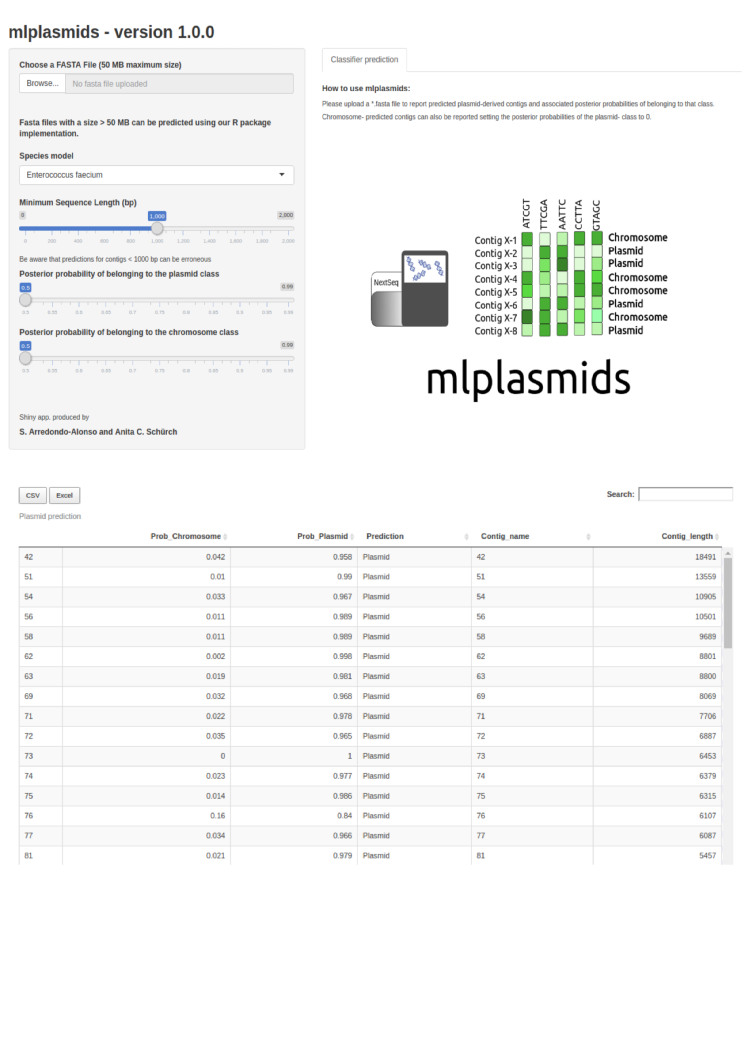 mlplasmids - version 1.0.0
Choose a FASTA File (50 MB maximum size)
Browse... No fasta file uploaded
Fasta files with a size > 50 MB can be predicted using our R package
implementation.
Species model
Enterococcus faecium
Minimum Sequence Length (bp)
0 1,000 2,000
0 200 400 600 800 1,000 1,200 1,400 1,600 1,800 2,000
Be aware that predictions for contigs < 1000 bp can be erroneous
Posterior probability of belonging to the plasmid class
0.5 0.99
0.5 0.55 0.6 0.65 0.7 0.75 0.8 0.85 0.9 0.95 0.99
Posterior probability of belonging to the chromosome class
0.5 0.99
0.5 0.55 0.6 0.65 0.7 0.75 0.8 0.85 0.9 0.95 0.99
Shiny app. produced by
S. Arredondo-Alonso and Anita C. Schürch
Classifier prediction
How to use mlplasmids:
Please upload a *.fasta file to report predicted plasmid-derived contigs and associated posterior probabilities of belonging to that class.
Chromosome- predicted contigs can also be reported setting the posterior probabilities of the plasmid- class to 0.
NextSeq
ATCGT TTCGA AATTC CCTTA GTAGC
Contig X-1 Chromosome
Contig X-2 Plasmid
Contig X-3 Plasmid
Contig X-4 Chromosome
Contig X-5 Chromosome
Contig X-6 Plasmid
Contig X-7 Chromosome
Contig X-8 Plasmid
mlplasmids
CSV Excel Search:
Plasmid prediction
Prob_Chromosome Prob_Plasmid Prediction Contig_name Contig_length
42 0.042 0.958 Plasmid 42 18491
51 0.01 0.99 Plasmid 51 13559
54 0.033 0.967 Plasmid 54 10905
56 0.011 0.989 Plasmid 56 10501
58 0.011 0.989 Plasmid 58 9689
62 0.002 0.998 Plasmid 62 8801
63 0.019 0.981 Plasmid 63 8800
69 0.032 0.968 Plasmid 69 8069
71 0.022 0.978 Plasmid 71 7706
72 0.035 0.965 Plasmid 72 6887
73 0 1 Plasmid 73 6453
74 0.023 0.977 Plasmid 74 6379
75 0.014 0.986 Plasmid 75 6315
76 0.16 0.84 Plasmid 76 6107
77 0.034 0.966 Plasmid 77 6087
81 0.021 0.979 Plasmid 81 5457